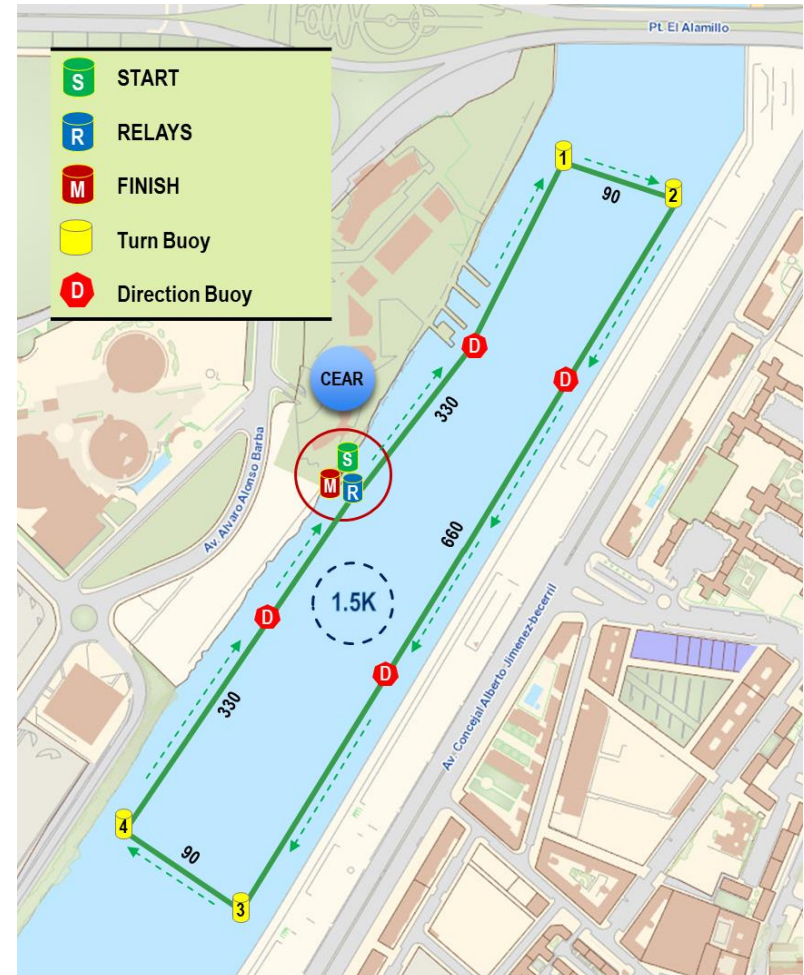 Pt. El Alamillo
S START
R RELAYS
M FINISH
Turn Buoy
D Direction Buoy
1
2
90
D
D
CEAR
330
S
M
R
Av. Alvaro Alonso Barba
660
1.5K
D
D
330
Av. Concejal Alberto Jimenez-becerril
4
90
3